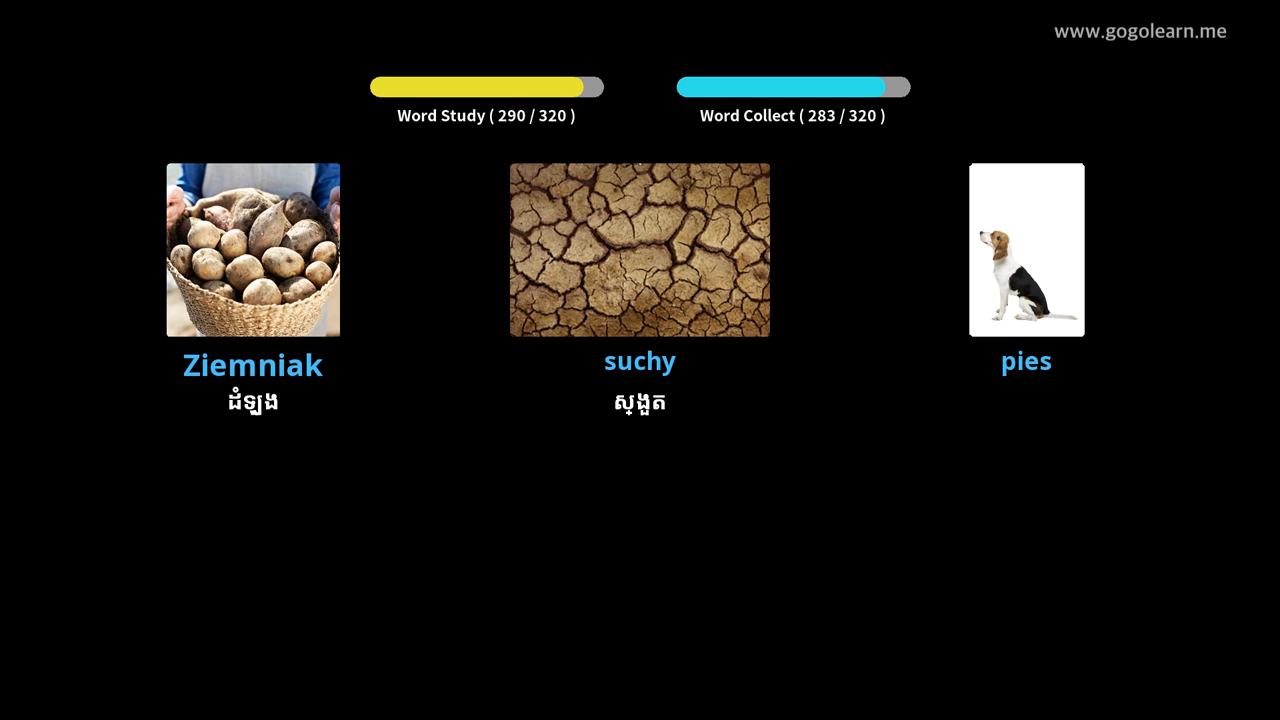 www.gogolearn.me
Word Study ( 290 / 320 )
Word Collect ( 283 / 320 )
Ziemniak
suchy
pies
ដំឡូង
ស្ងួត